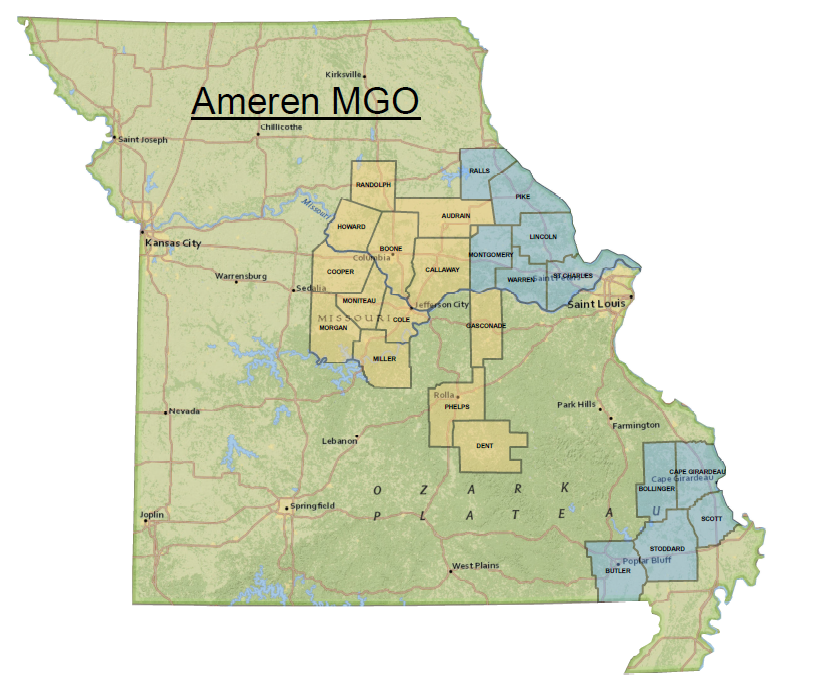 Kirksville
Ameren MGO
Chillicothe
Saint Joseph
RALLS
RANDOLPH
PIKE
Missouri
AUDRAIN
HOWARD
LINCOLN
Kansas City
BOONE
Columbia
MONTGOMERY
CALLAWAY
COOPER
Warrensburg
WARREN
ST CHARLES
Sedalia
MONITEAU
Jefferson City
Saint Louis
MISSOURI
COLE
MORGAN
GASCONADE
MILLER
Rolla
PHELPS
Park Hills
Nevada
Farmington
Lebanon
DENT
CAPE GIRARDEAU
Cape Girardeau
BOLLINGER
OZARK
Springfield
Joplin
PLATEAU
SCOTT
STODDARD
Poplar Bluff
West Plains
BUTLER